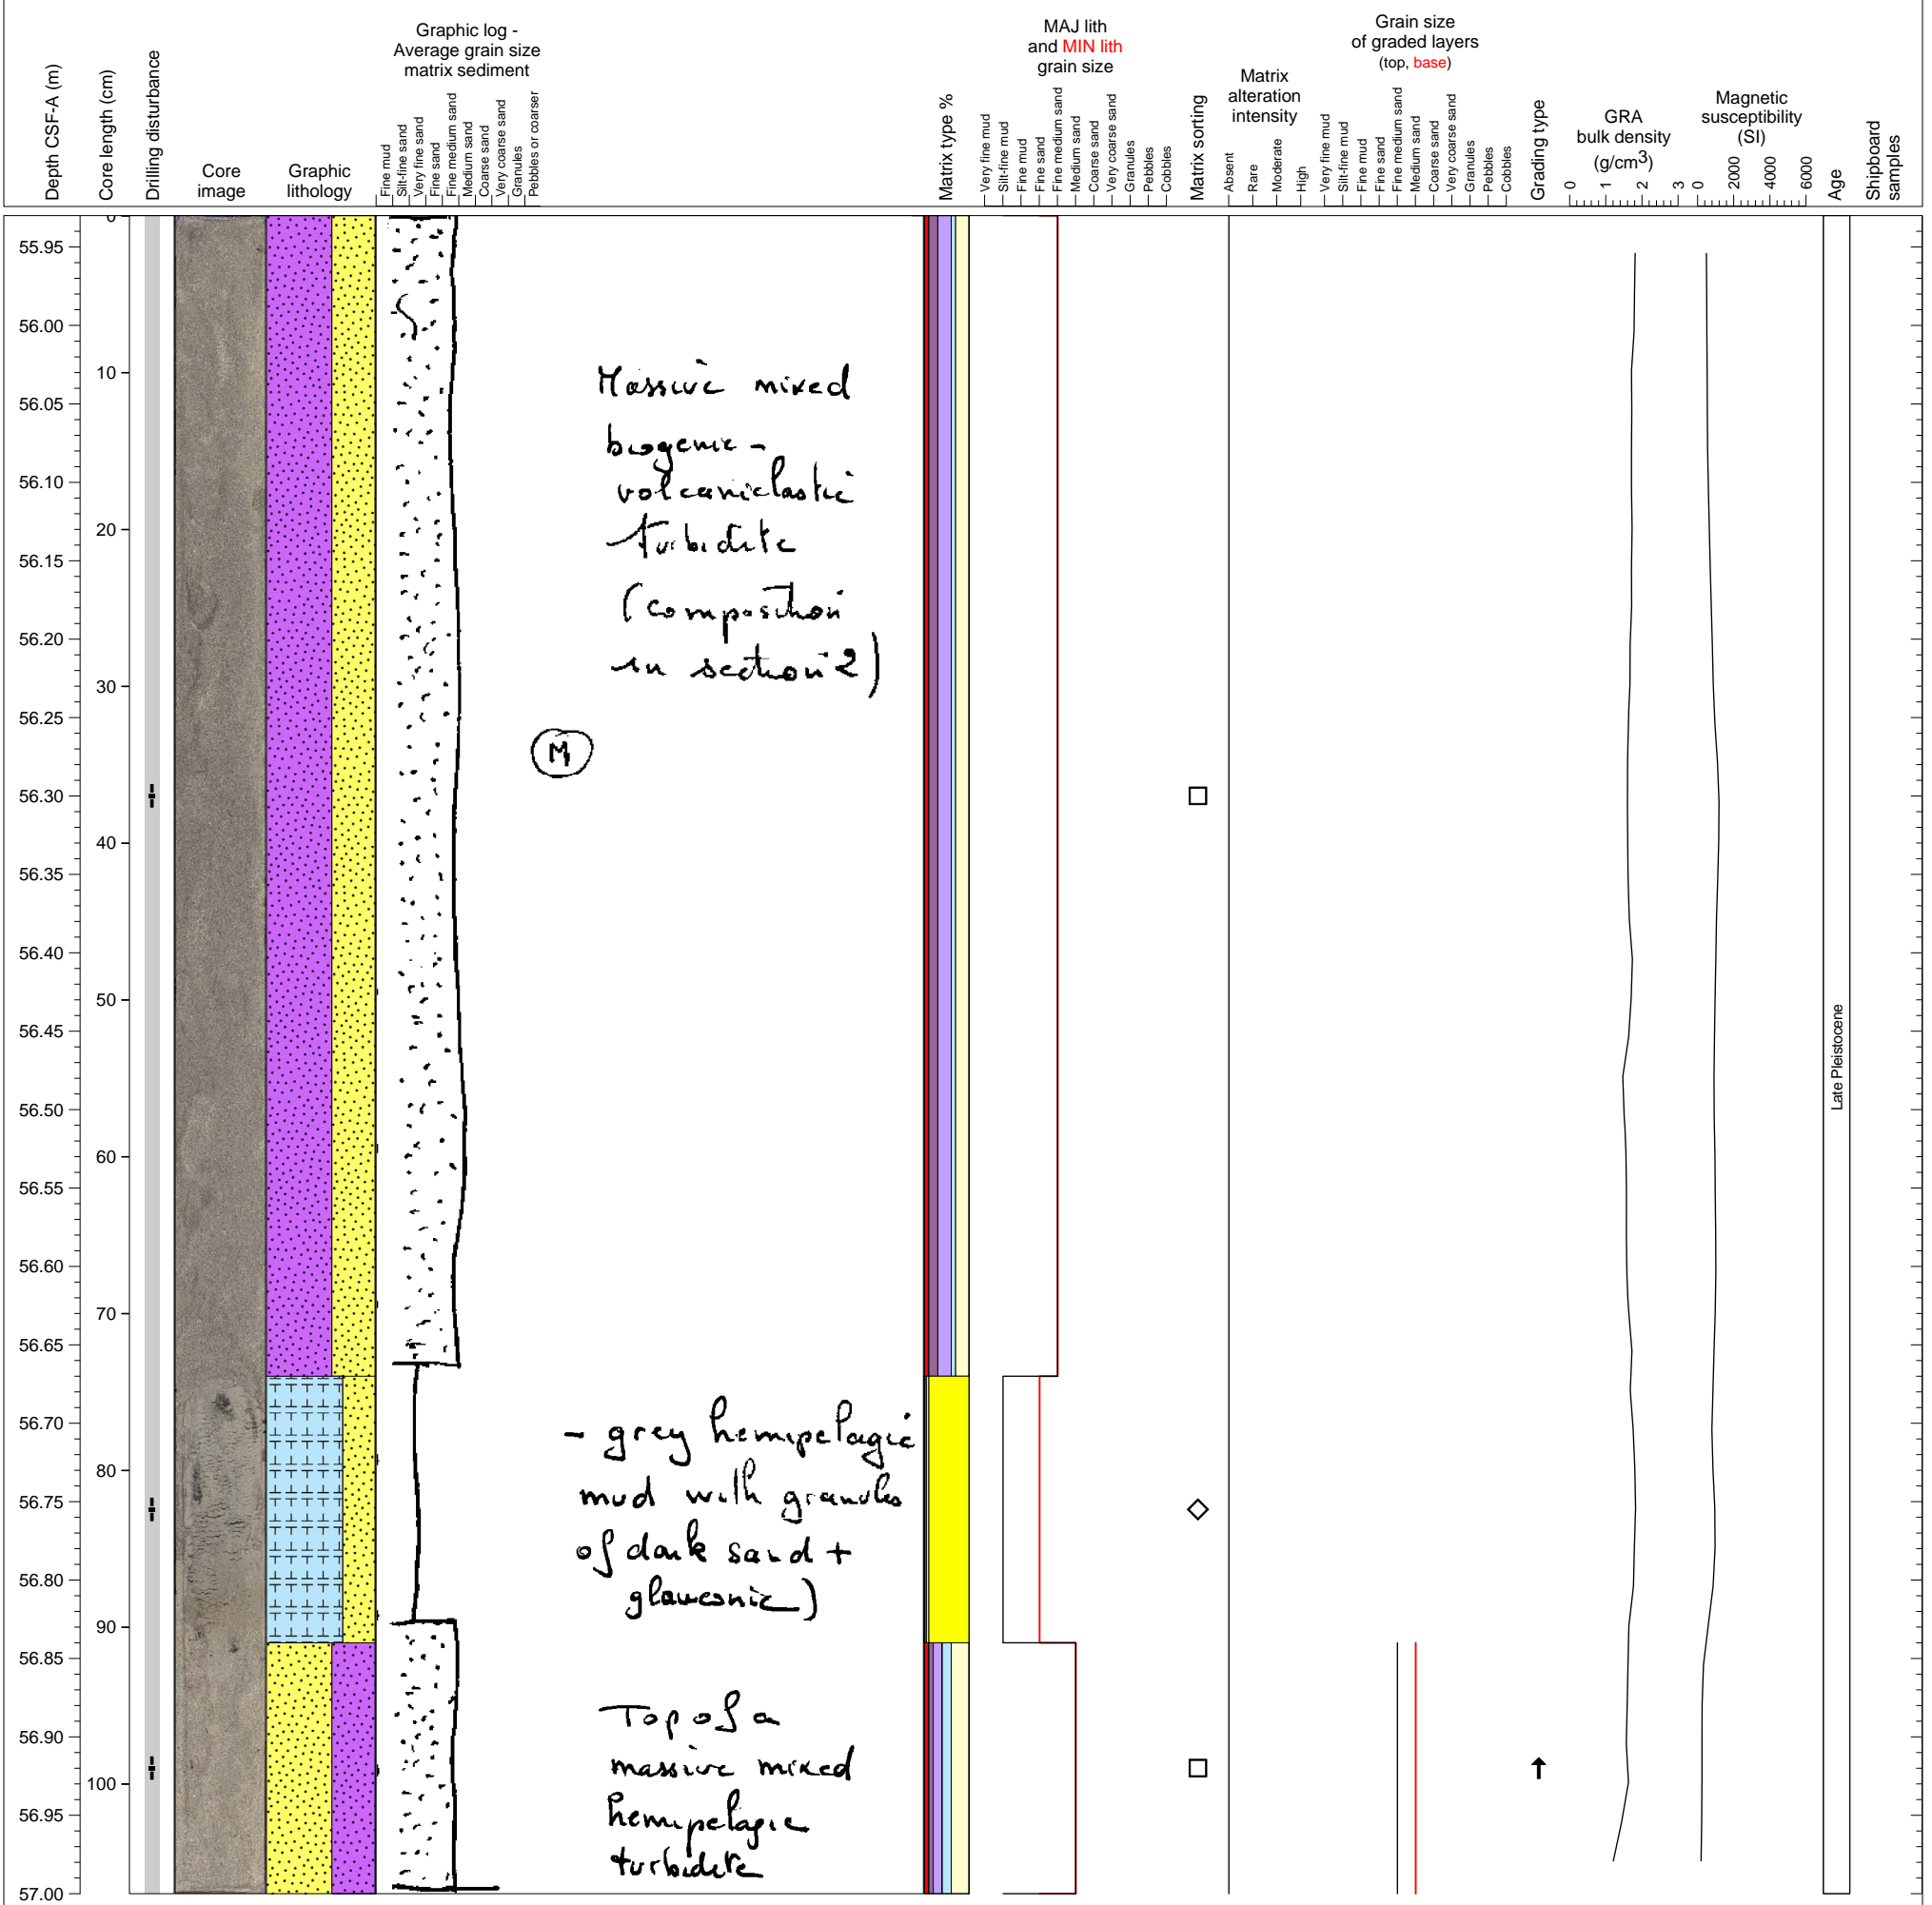 Depth CSF-A (m)
Core length (cm)
Drilling disturbance
Core
image
Graphic
lithology
Graphic log -
Average grain size
matrix sediment
Fine mud
Silt-fine sand
Very fine sand
Fine sand
Fine medium sand
Medium sand
Coarse sand
Very coarse sand
Granules
Pebbles or coarser
Matrix type %
MAJ lith
and MIN lith
grain size
Very fine mud
Silt-fine mud
Fine mud
Fine sand
Fine medium sand
Medium sand
Coarse sand
Very coarse sand
Granules
Pebbles
Cobbles
Matrix sorting
Matrix
alteration
intensity
Absent
Rare
Moderate
High
Grain size
of graded layers
(top, base)
Very fine mud
Silt-fine mud
Fine mud
Fine sand
Fine medium sand
Medium sand
Coarse sand
Very coarse sand
Granules
Pebbles
Cobbles
Grading type
GRA
bulk density
(g/cm3)
0 1 2 3
Magnetic
susceptibility
(SI)
0 2000 4000 6000
Age
Shipboard
samples
55.95
56.00
56.05
56.10
56.15
56.20
56.25
56.30
56.35
56.40
56.45
56.50
56.55
56.60
56.65
56.70
56.75
56.80
56.85
56.90
56.95
57.00
0
10
20
30
40
50
60
70
80
90
100
Massive mixed
biogenic -
volcaniclastic
turbidite
(composition
in section 2)
M
- grey hemipelagic
mud with granules
of dark sand +
glauconic)
Top of a
massive mixed
hemipelagic
turbidite
Late Pleistocene